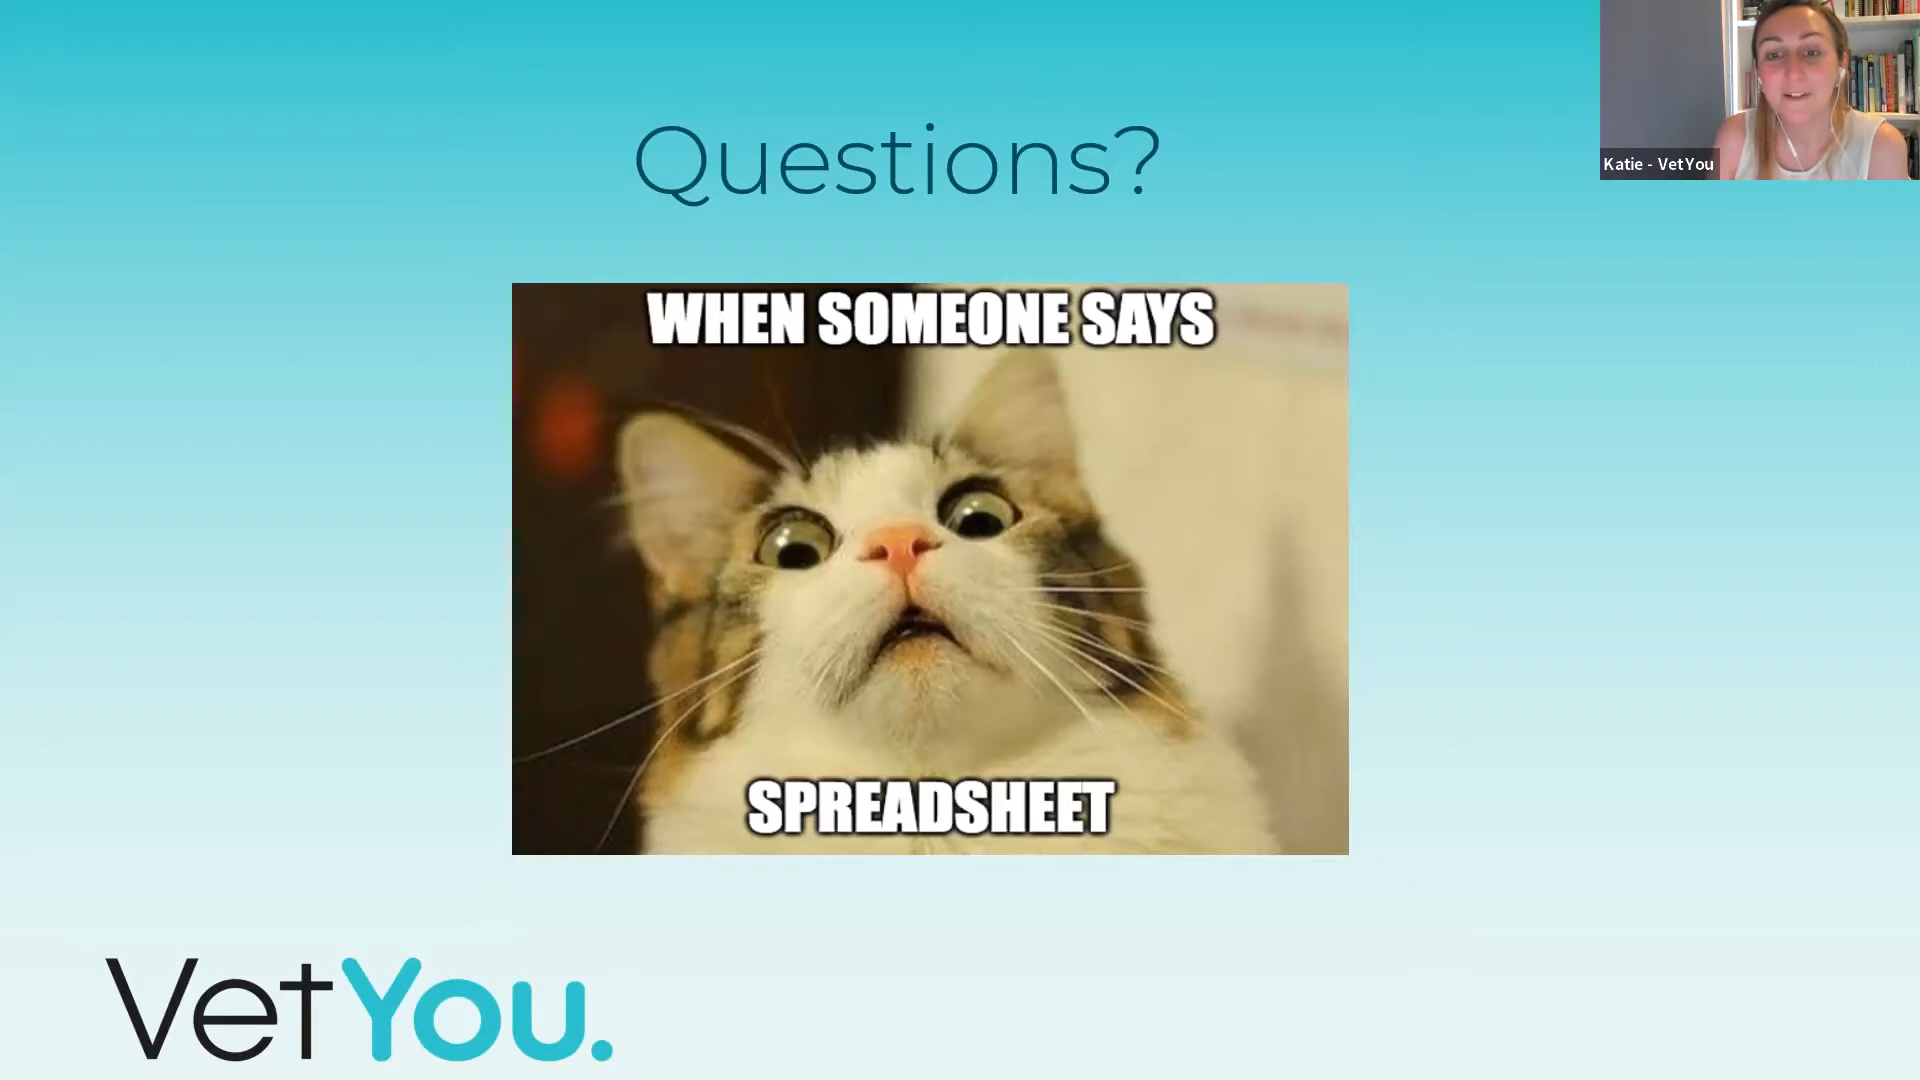 Questions?
Katie - VetYou
WHEN SOMEONE SAYS
SPREADSHEET
VetYou.